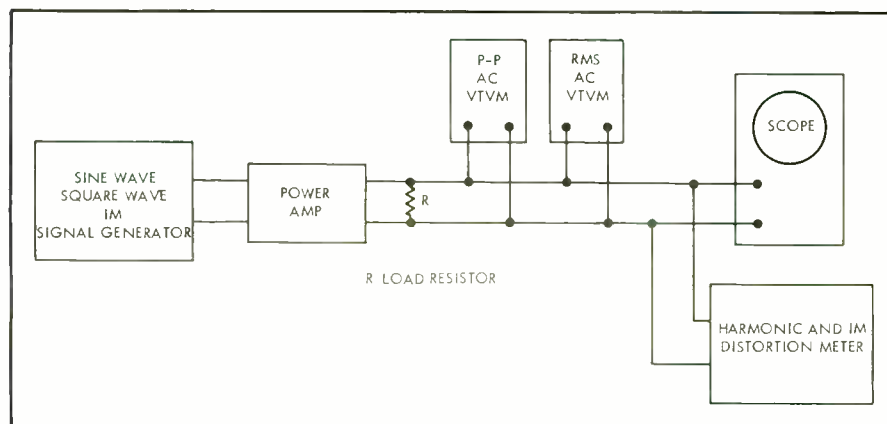 P-P
AC
VTVM
RMS
AC
VTVM
SCOPE
SINE WAVE
SQUARE WAVE
IM
SIGNAL GENERATOR
POWER
AMP
R
R LOAD RESISTOR
HARMONIC AND IM
DISTORTION METER